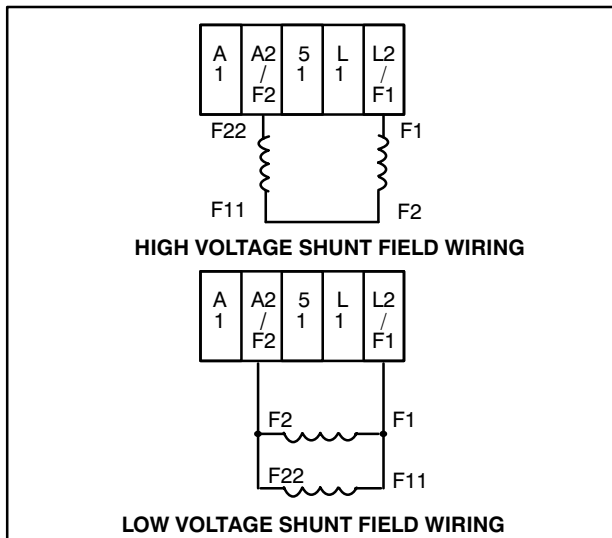 A A2 5 L L2
1 / 1 1 /
F2 F1
F22 F1
F11 F2
HIGH VOLTAGE SHUNT FIELD WIRING
A A2 5 L L2
1 / 1 1 /
F2 F1
F2 F1
F22 F11
LOW VOLTAGE SHUNT FIELD WIRING